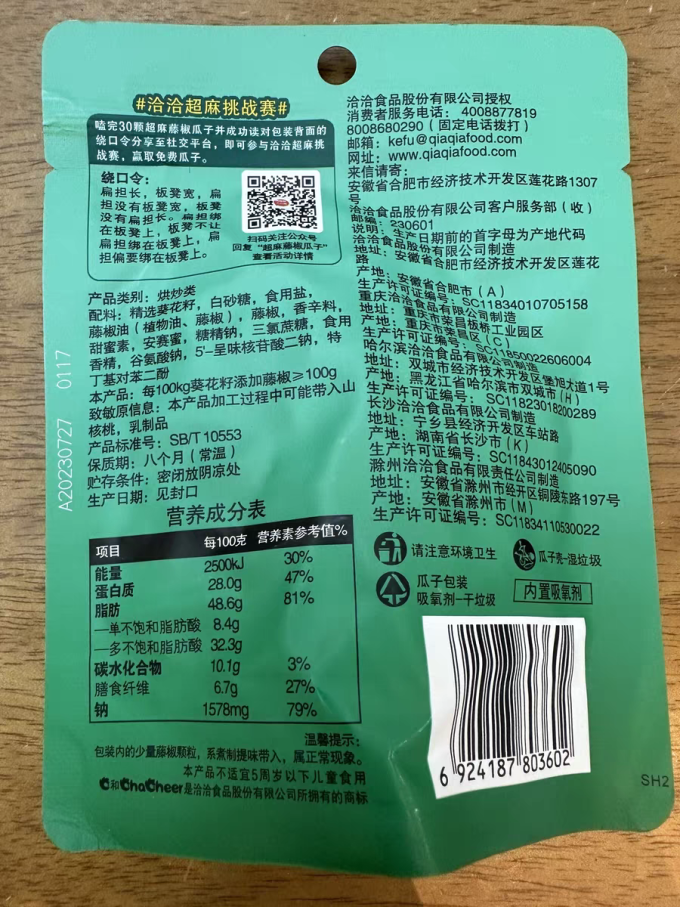 #洽洽超麻挑战赛#
嗑完30颗超麻藤椒瓜子并成功读对包装背面的
绕口令分享至社交平台，即可参与洽洽超麻挑
战赛，赢取免费瓜子。
绕口令：
扁担长，板凳宽，扁
担没有板凳宽，板凳
没有扁担长。扁担绑
在板凳上，板凳不让
扁担绑在板凳上，扁
担偏要绑在板凳上。
扫码关注公众号
回复“超麻藤椒瓜子”
查看活动详情
产品类别：烘炒类
配料：精选葵花籽，白砂糖，食用盐，
藤椒油（植物油、藤椒），藤椒，香辛料，
甜蜜素，安赛蜜，糖精钠，三氯蔗糖，食用
香精，谷氨酸钠，5'-呈味核苷酸二钠，特
丁基对苯二酚
本产品：每100kg葵花籽添加藤椒≥100g
致敏原信息：本产品加工过程中可能带入山
核桃，乳制品
产品标准号：SB/T 10553
保质期：八个月（常温）
贮存条件：密闭放阴凉处
生产日期：见封口
A20230727 0117
营养成分表
项目 每100克 营养素参考值%
能量 2500kJ 30%
蛋白质 28.0g 47%
脂肪 48.6g 81%
—单不饱和脂肪酸 8.4g
—多不饱和脂肪酸 32.3g
碳水化合物 10.1g 3%
膳食纤维 6.7g 27%
钠 1578mg 79%
温馨提示：
包装内的少量藤椒颗粒，系煮制提味带入，属正常现象。
本产品不适宜5周岁以下儿童食用
和ChaCheer是洽洽食品股份有限公司所拥有的商标
洽洽食品股份有限公司授权
消费者服务电话：4008877819
8008680290（固定电话拨打）
邮箱：kefu@qiaqiafood.com
网址：www.qiaqiafood.com
来信请寄：
安徽省合肥市经济技术开发区莲花路1307
号
洽洽食品股份有限公司客户服务部（收）
邮编：230601
说明：生产日期前的首字母为产地代码
洽洽食品股份有限公司制造
地址：安徽省合肥市经济技术开发区莲花
路
产地：安徽省合肥市（A）
生产许可证编号：SC11834010705158
重庆洽洽食品有限公司制造
地址：重庆市荣昌板桥工业园区
产地：重庆市荣昌区（C）
生产许可证编号：SC11850022606004
哈尔滨洽洽食品有限公司制造
地址：双城市经济技术开发区堡旭大道1号
产地：黑龙江省哈尔滨市双城市（H）
生产许可证编号：SC11823018200289
长沙洽洽食品有限公司制造
地址：宁乡县经济开发区车站路
产地：湖南省长沙市（K）
生产许可证编号：SC11843012405090
滁州洽洽食品有限责任公司制造
地址：安徽省滁州市经开区铜陵东路197号
产地：安徽省滁州市（M）
生产许可证编号：SC11834110530022
请注意环境卫生
瓜子壳—湿垃圾
瓜子包装
吸氧剂—干垃圾
内置吸氧剂
6 924187 803602
SH2